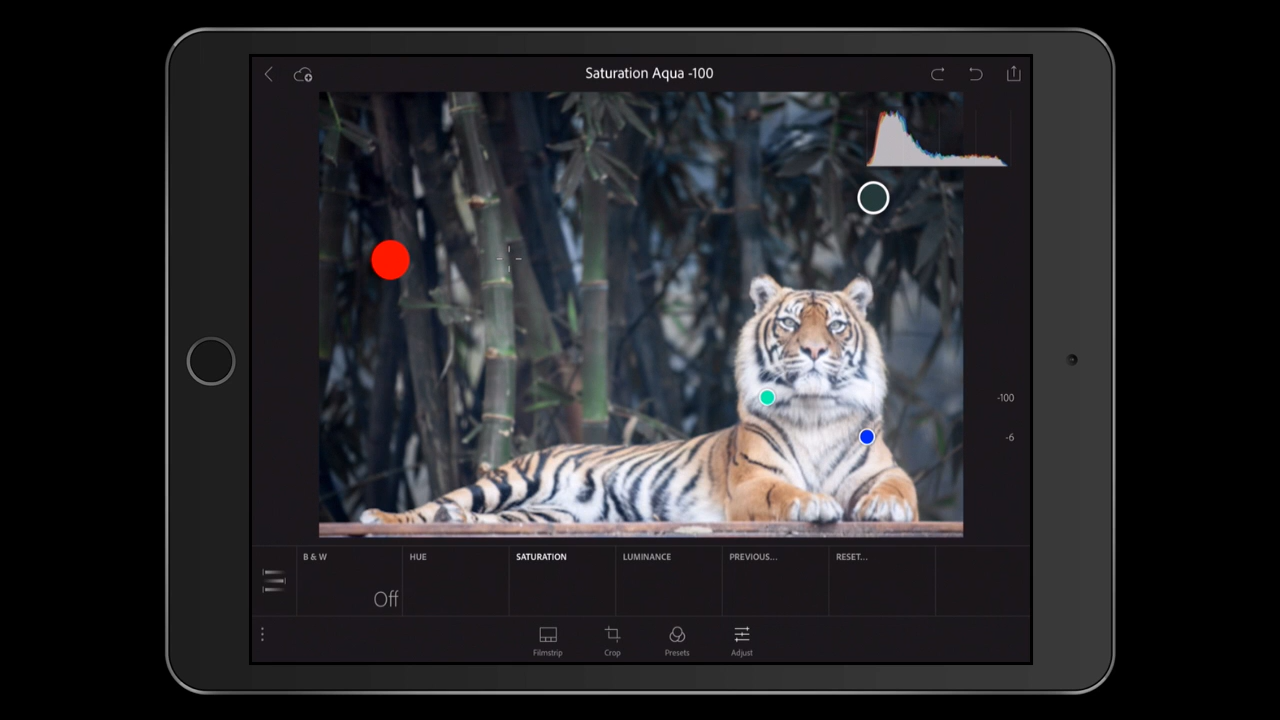 Saturation Aqua -100
-100
-6
B & W
HUE
SATURATION
LUMINANCE
PREVIOUS...
RESET...
Off
Filmstrip
Crop
Presets
Adjust